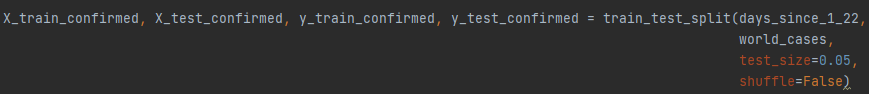 X_train_confirmed, X_test_confirmed, y_train_confirmed, y_test_confirmed = train_test_split(days_since_1_22,
world_cases,
test_size=0.05,
shuffle=False)